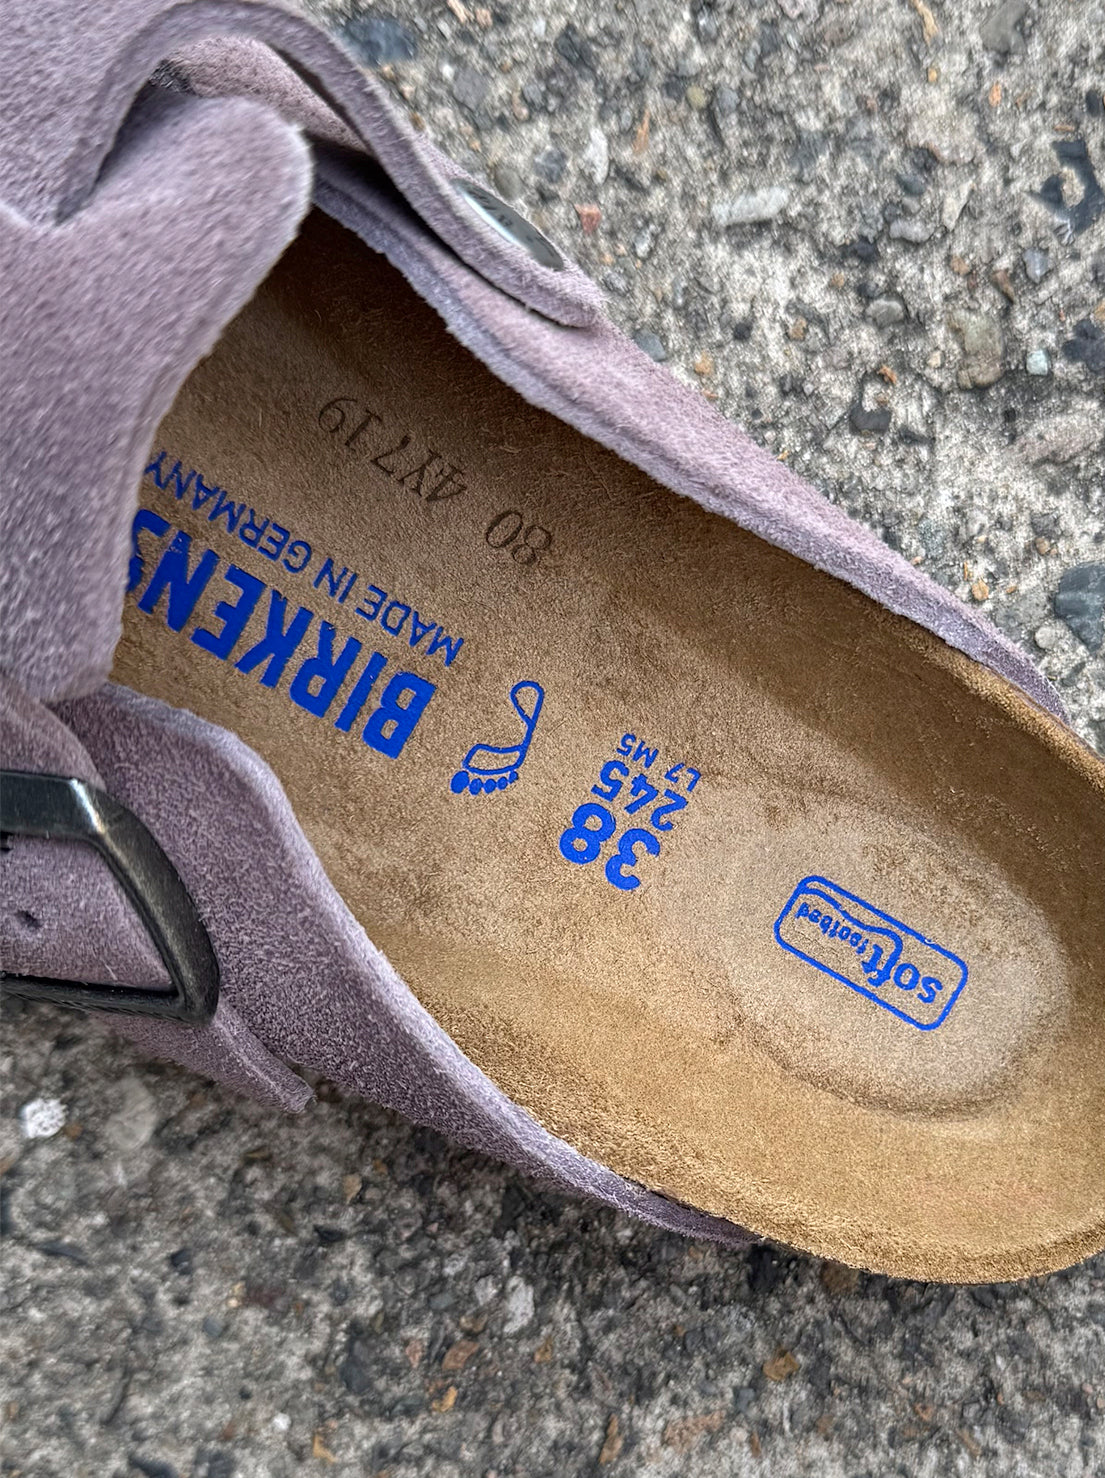 BIRKENS
MADE IN GERMANY
80 4Y719
38
245
L7 M5
soft footbed